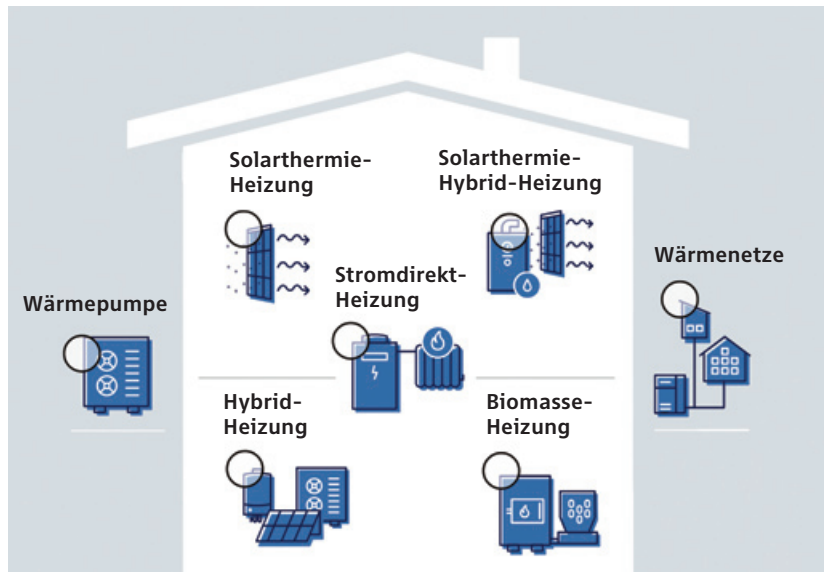 Solarthermie-
Heizung
Solarthermie-
Hybrid-Heizung
Wärmenetze
Stromdirekt-
Heizung
Wärmepumpe
Hybrid-
Heizung
Biomasse-
Heizung